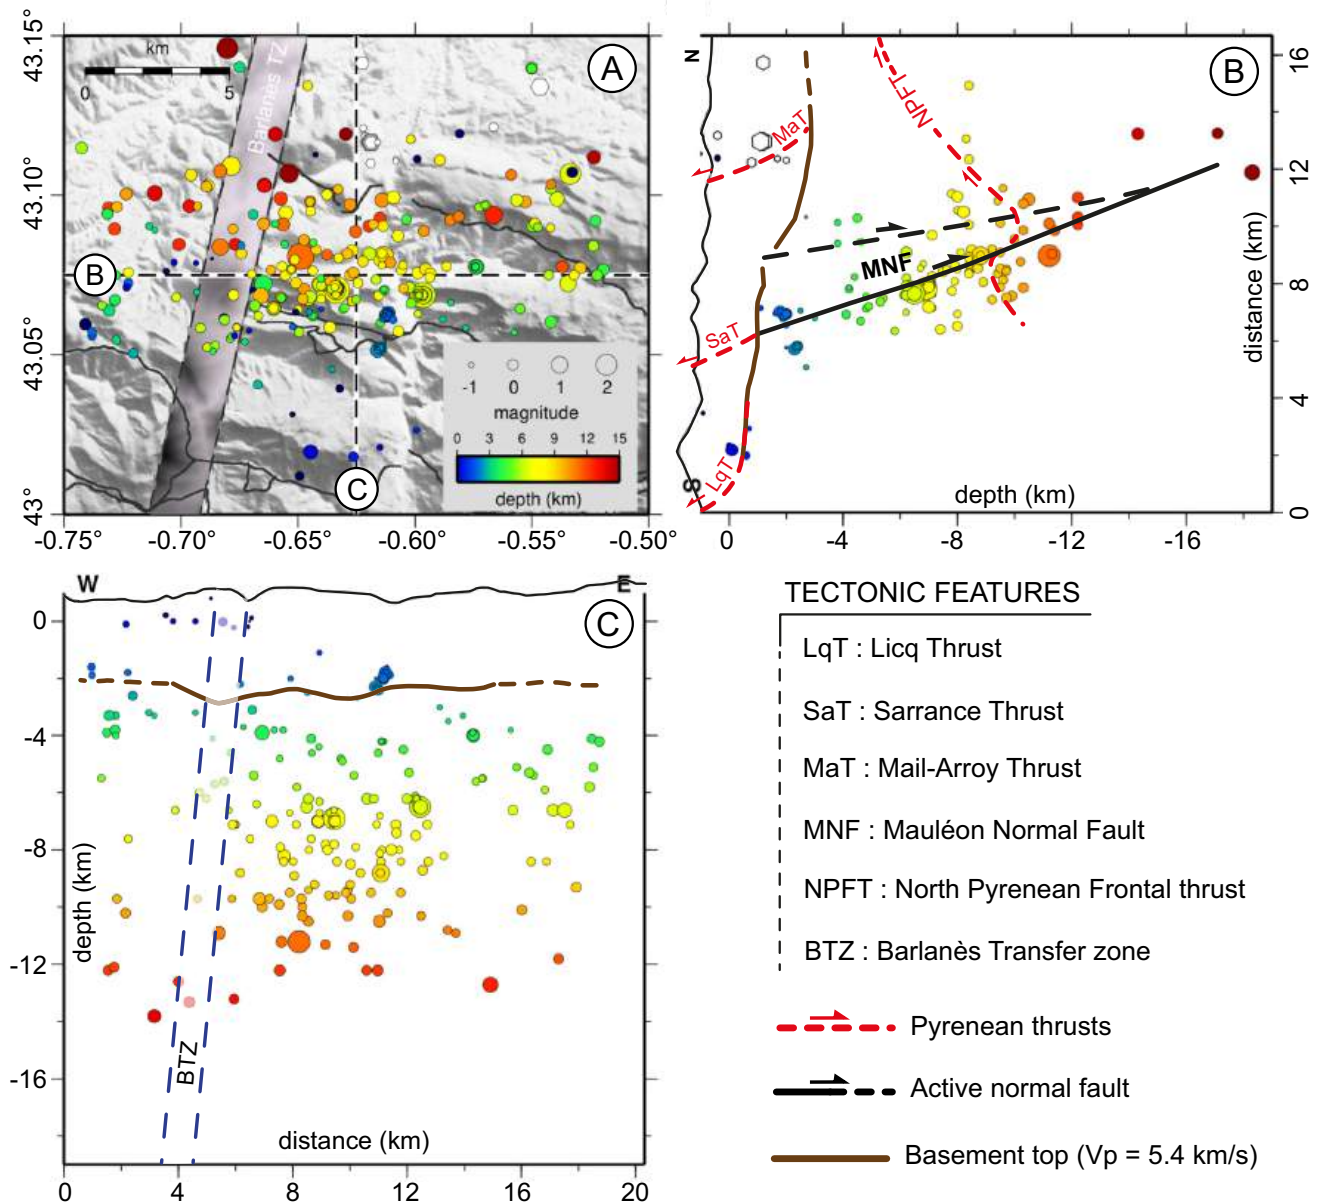 43.15°
43.10°
43.05°
43°
-0.75°
-0.70°
-0.65°
-0.60°
-0.55°
-0.50°
km
0
5
Barlanès TZ
A
B
C
-1
0
1
2
magnitude
0
3
6
9
12
15
depth (km)
N
S
B
MaT
NPFT
MNF
SaT
LqT
depth (km)
distance (km)
0
4
8
12
16
0
-4
-8
-12
-16
W
E
C
0
-4
-8
-12
-16
depth (km)
BTZ
distance (km)
0
4
8
12
16
20
TECTONIC FEATURES
LqT : Licq Thrust
SaT : Sarrance Thrust
MaT : Mail-Arroy Thrust
MNF : Mauléon Normal Fault
NPFT : North Pyrenean Frontal thrust
BTZ : Barlanès Transfer zone
Pyrenean thrusts
Active normal fault
Basement top (Vp = 5.4 km/s)